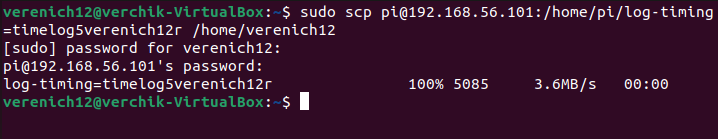 verenich12@verchik-VirtualBox:~$ sudo scp pi@192.168.56.101:/home/pi/log-timing
=timelog5verenich12r /home/verenich12
[sudo] password for verenich12:
pi@192.168.56.101's password:
log-timing=timelog5verenich12r 100% 5085 3.6MB/s 00:00
verenich12@verchik-VirtualBox:~$